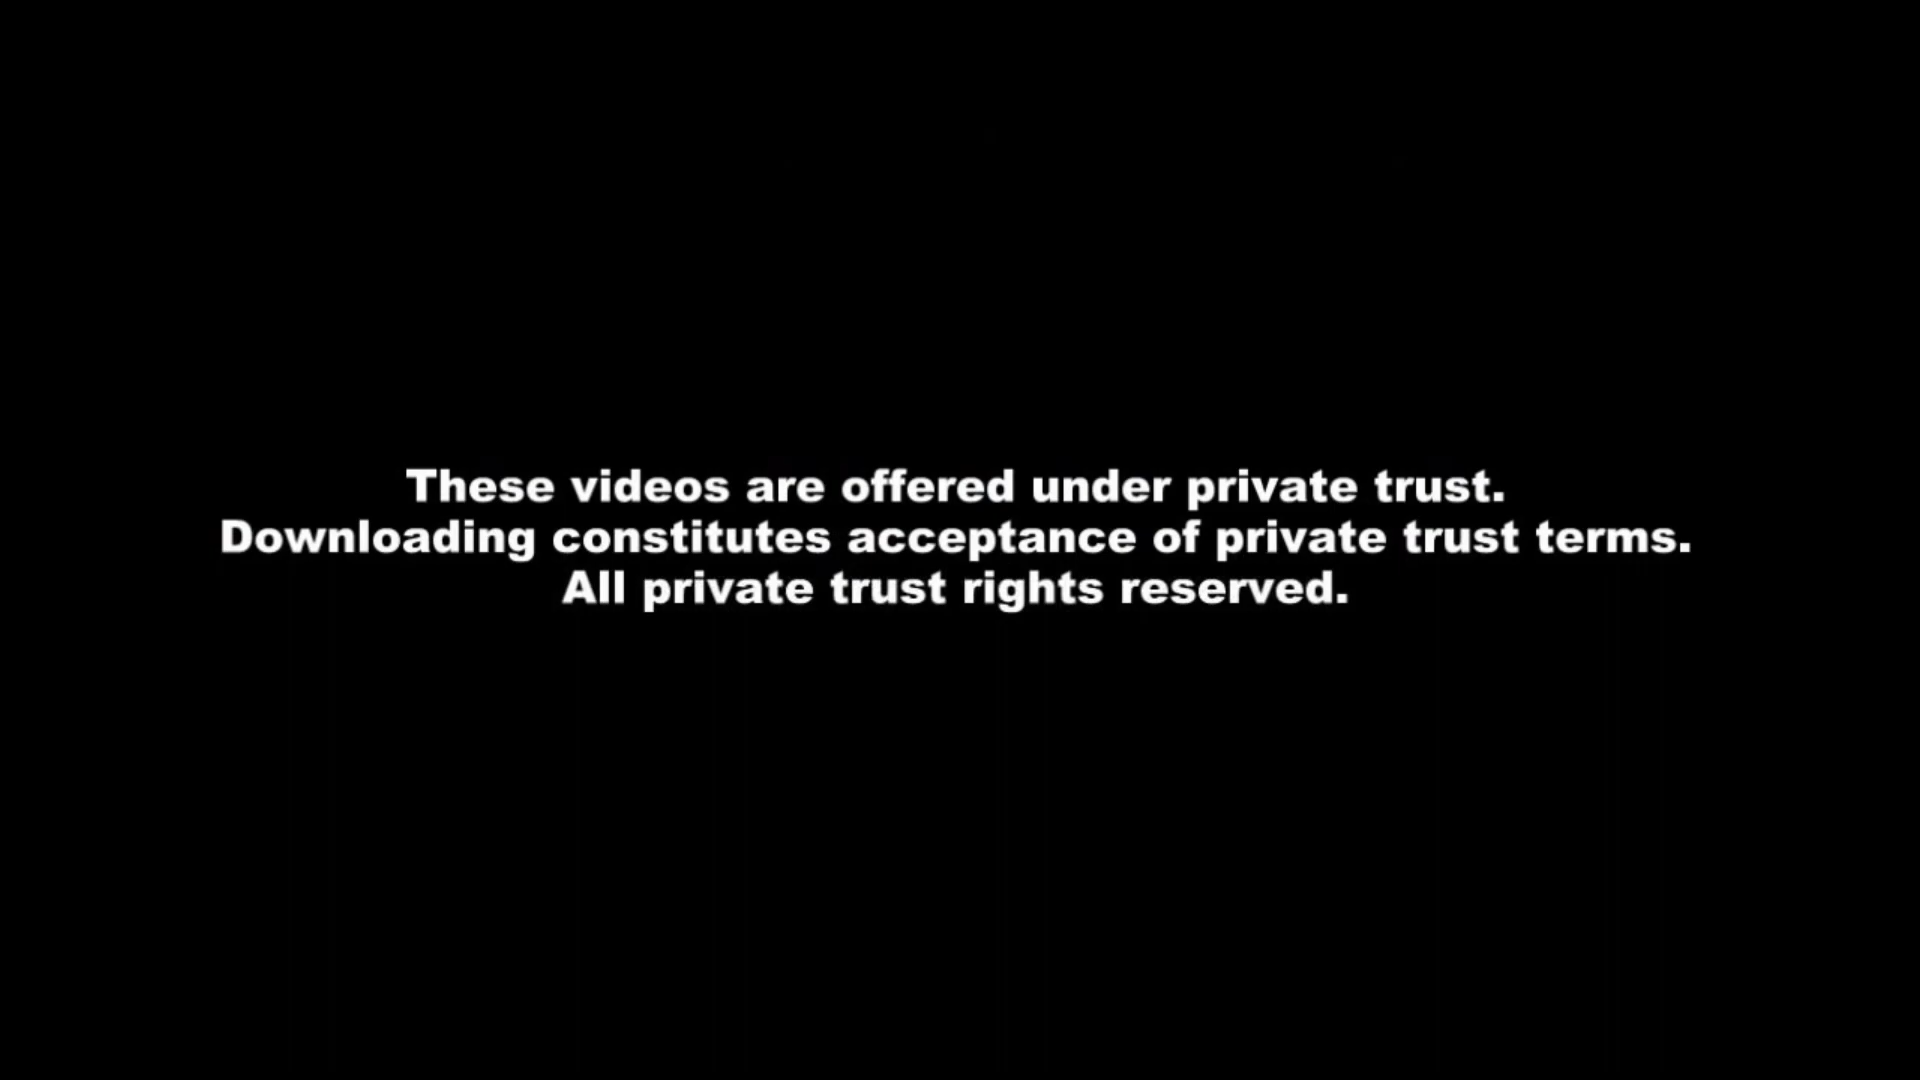 These videos are offered under private trust.
Downloading constitutes acceptance of private trust terms.
All private trust rights reserved.